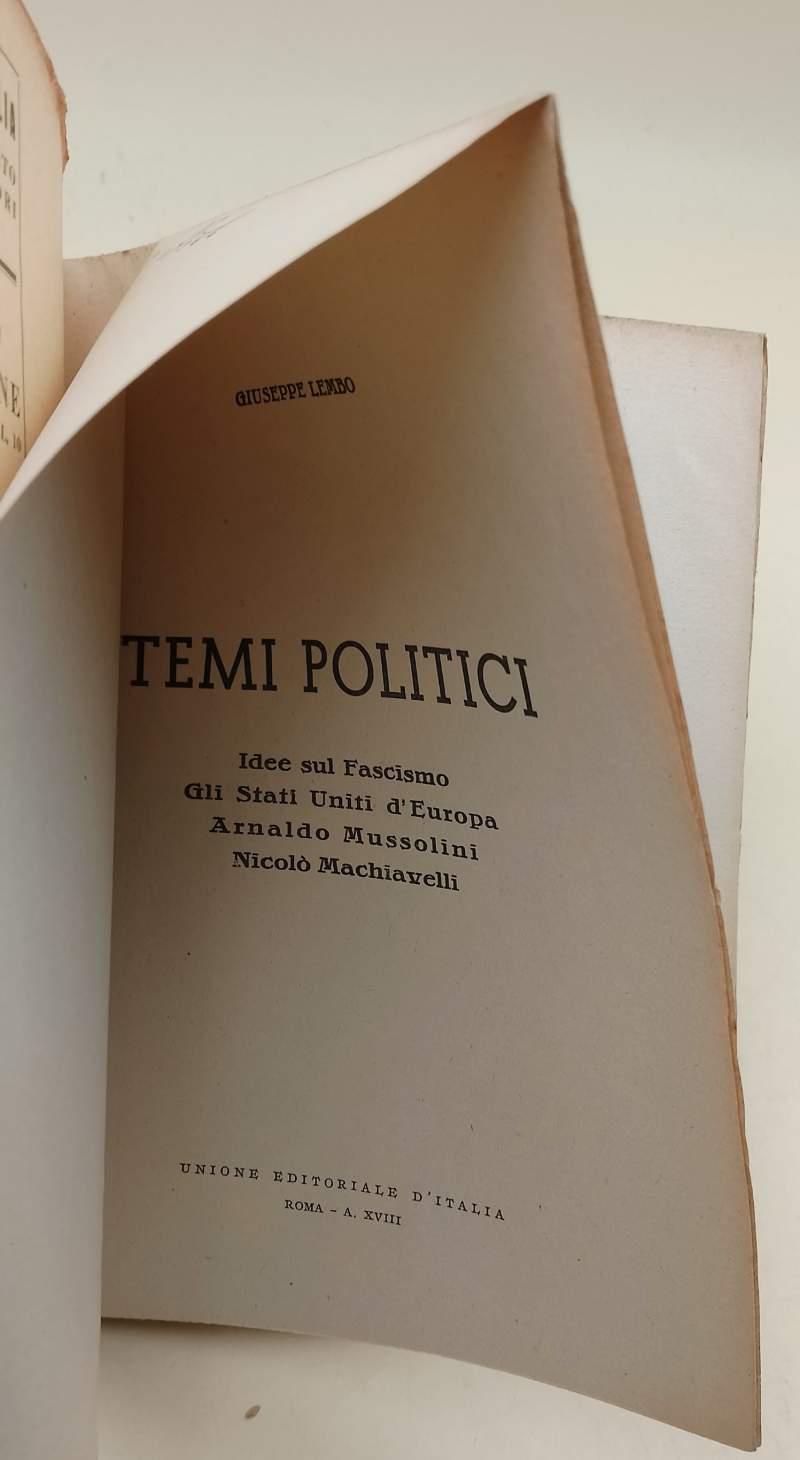 GIUSEPPE LEMBO
TEMI POLITICI
Idee sul Fascismo
Gli Stati Uniti d'Europa
Arnaldo Mussolini
Nicolò Machiavelli
UNIONE EDITORIALE D'ITALIA
ROMA - A. XVIII